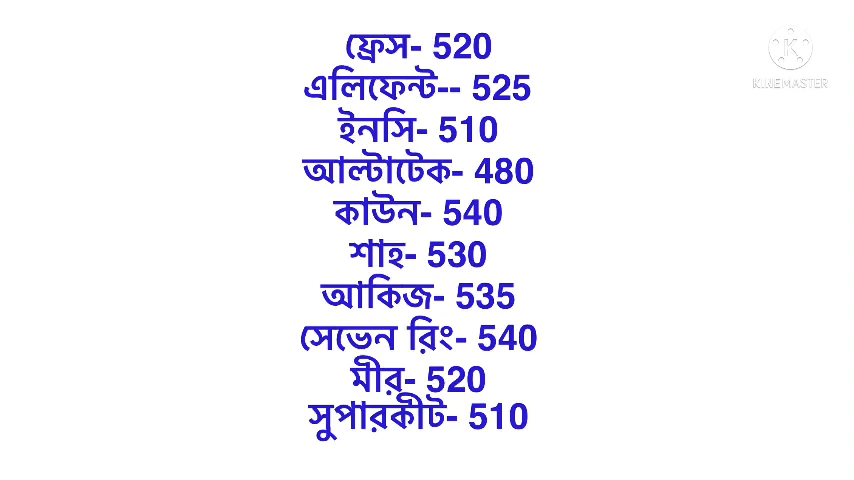 ফ্রেস- 520
এলিফেন্ট-- 525
ইনসি- 510
আল্টাটেক- 480
কাউন- 540
শাহ- 530
আকিজ- 535
সেভেন রিং- 540
মীর- 520
সুপারকীট- 510
KINEMASTER